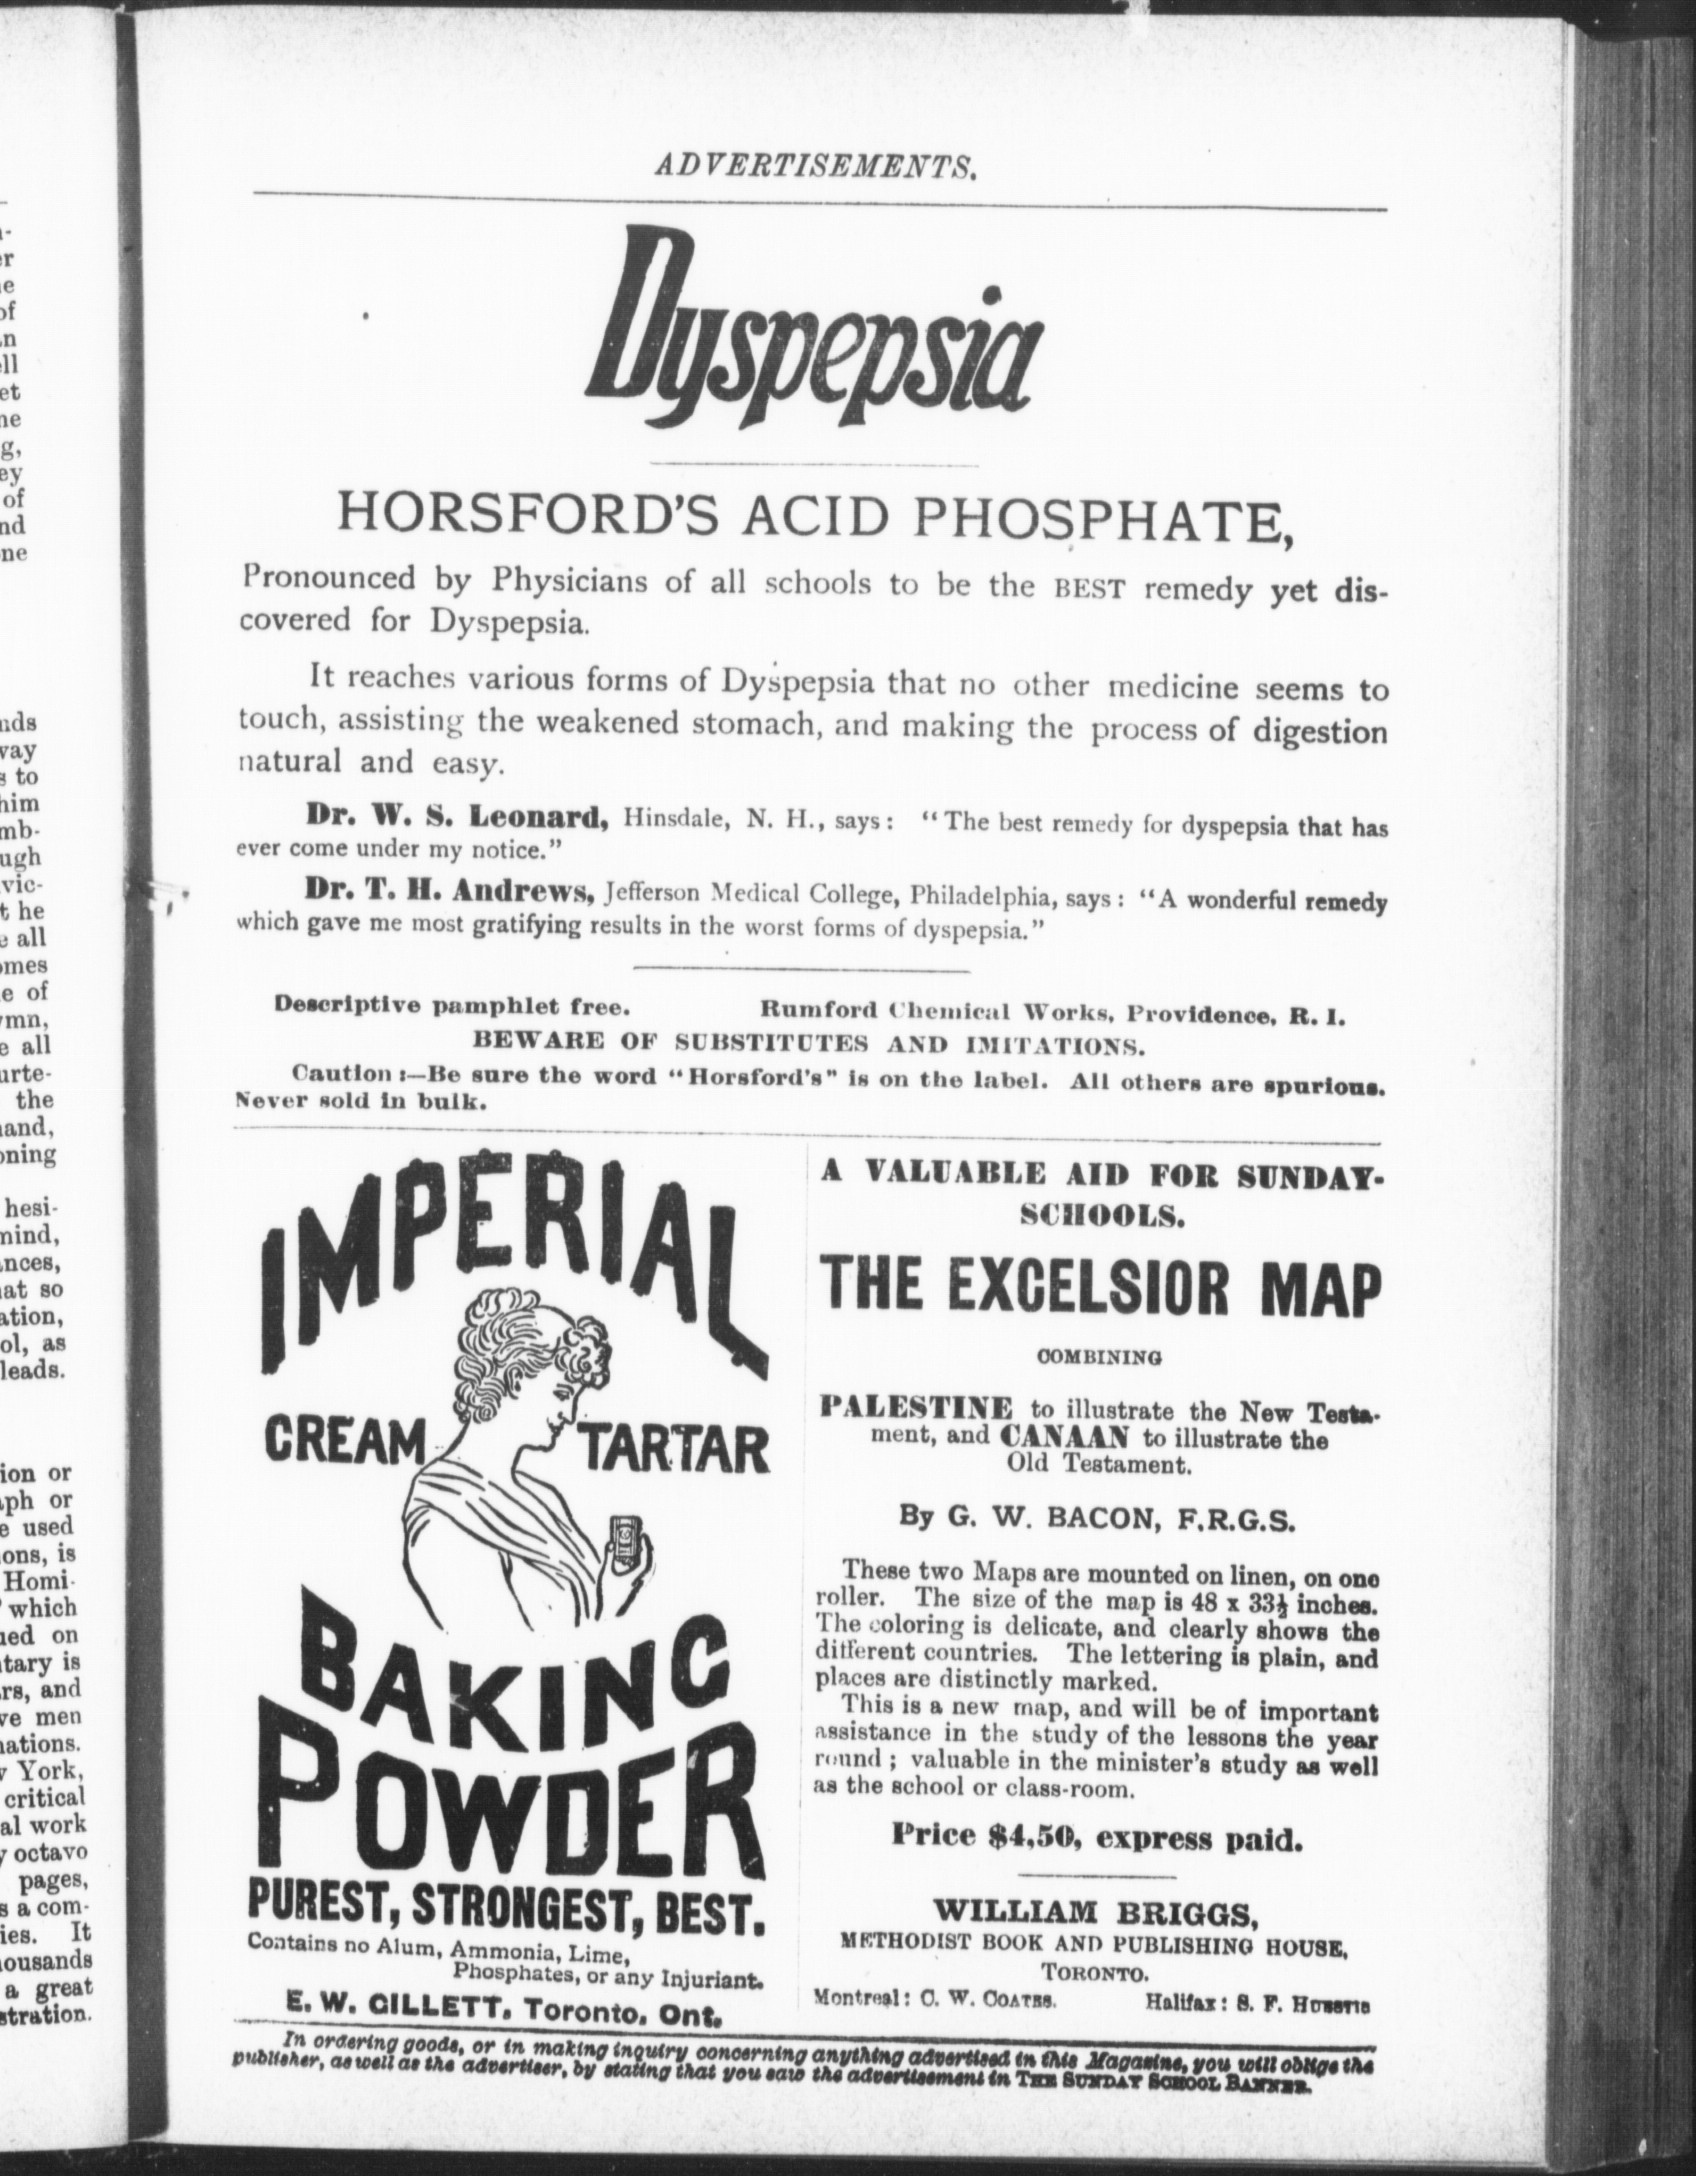 ADVERTISEMENTS.
Dyspepsia
HORSFORD'S ACID PHOSPHATE,
Pronounced by Physicians of all schools to be the BEST remedy yet dis-
covered for Dyspepsia.
It reaches various forms of Dyspepsia that no other medicine seems to
touch, assisting the weakened stomach, and making the process of digestion
natural and easy.
Dr. W. S. Leonard, Hinsdale, N. H., says: "The best remedy for dyspepsia that has
ever come under my notice."
Dr. T. H. Andrews, Jefferson Medical College, Philadelphia, says: "A wonderful remedy
which gave me most gratifying results in the worst forms of dyspepsia."
Descriptive pamphlet free. Rumford Chemical Works, Providence, R. I.
BEWARE OF SUBSTITUTES AND IMITATIONS.
Caution:—Be sure the word "Horsford's" is on the label. All others are spurious.
Never sold in bulk.
IMPERIAL
CREAM TARTAR
BAKING
POWDER
PUREST, STRONGEST, BEST.
Contains no Alum, Ammonia, Lime,
Phosphates, or any Injuriant.
E. W. GILLETT, Toronto, Ont.
A VALUABLE AID FOR SUNDAY-
SCHOOLS.
THE EXCELSIOR MAP
COMBINING
PALESTINE to illustrate the New Testa-
ment, and CANAAN to illustrate the
Old Testament.
By G. W. BACON, F.R.G.S.
These two Maps are mounted on linen, on one
roller. The size of the map is 48 x 33½ inches.
The coloring is delicate, and clearly shows the
different countries. The lettering is plain, and
places are distinctly marked.
This is a new map, and will be of important
assistance in the study of the lessons the year
round; valuable in the minister's study as well
as the school or class-room.
Price $4,50, express paid.
WILLIAM BRIGGS,
METHODIST BOOK AND PUBLISHING HOUSE,
TORONTO.
Montreal: C. W. COATES. Halifax: S. F. HUESTIS
In ordering goods, or in making inquiry concerning anything advertised in this Magazine, you will oblige the
publisher, as well as the advertiser, by stating that you saw the advertisement in THE SUNDAY SCHOOL BANNER.